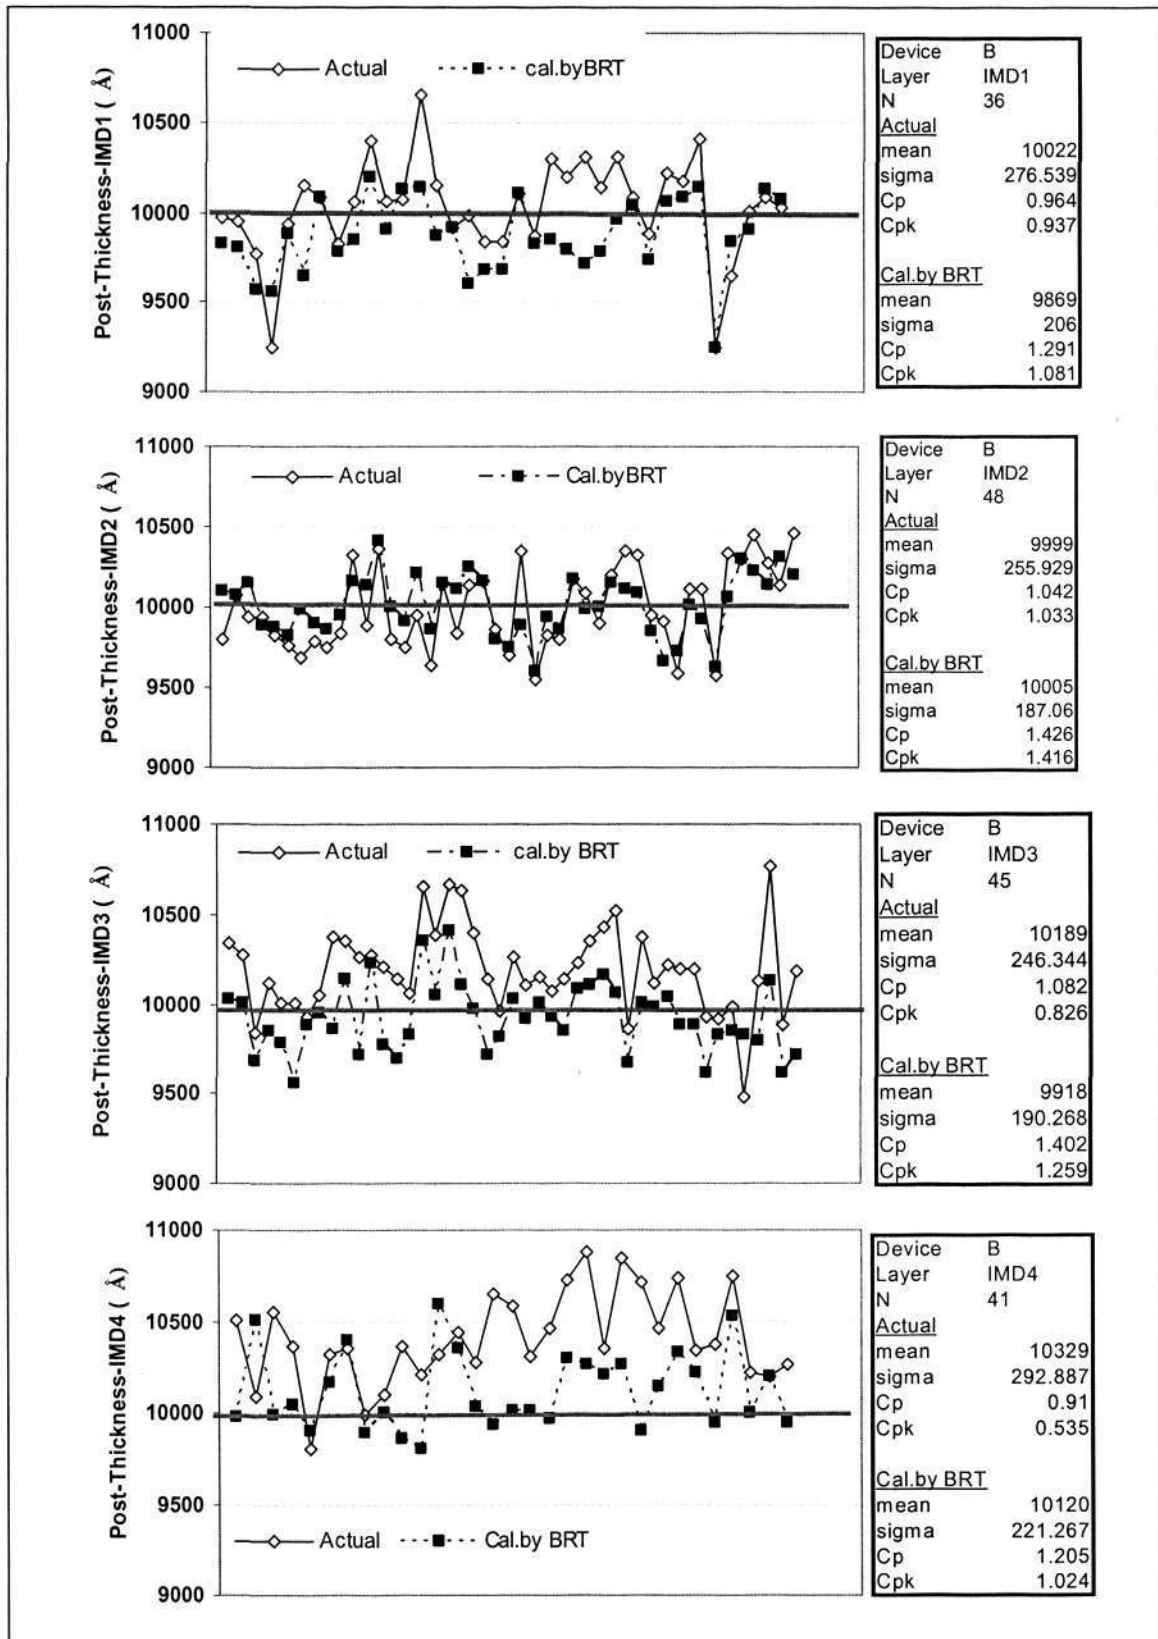 Post-Thickness-IMD1 ( Å)
11000
10500
10000
9500
9000
Actual
cal.byBRT
Device B
Layer IMD1
N 36
Actual
mean 10022
sigma 276.539
Cp 0.964
Cpk 0.937
Cal.by BRT
mean 9869
sigma 206
Cp 1.291
Cpk 1.081
Post-Thickness-IMD2 ( Å)
11000
10500
10000
9500
9000
Actual
Cal.byBRT
Device B
Layer IMD2
N 48
Actual
mean 9999
sigma 255.929
Cp 1.042
Cpk 1.033
Cal.by BRT
mean 10005
sigma 187.06
Cp 1.426
Cpk 1.416
Post-Thickness-IMD3 ( Å)
11000
10500
10000
9500
9000
Actual
cal.by BRT
Device B
Layer IMD3
N 45
Actual
mean 10189
sigma 246.344
Cp 1.082
Cpk 0.826
Cal.by BRT
mean 9918
sigma 190.268
Cp 1.402
Cpk 1.259
Post-Thickness-IMD4 ( Å)
11000
10500
10000
9500
9000
Actual
Cal.by BRT
Device B
Layer IMD4
N 41
Actual
mean 10329
sigma 292.887
Cp 0.91
Cpk 0.535
Cal.by BRT
mean 10120
sigma 221.267
Cp 1.205
Cpk 1.024